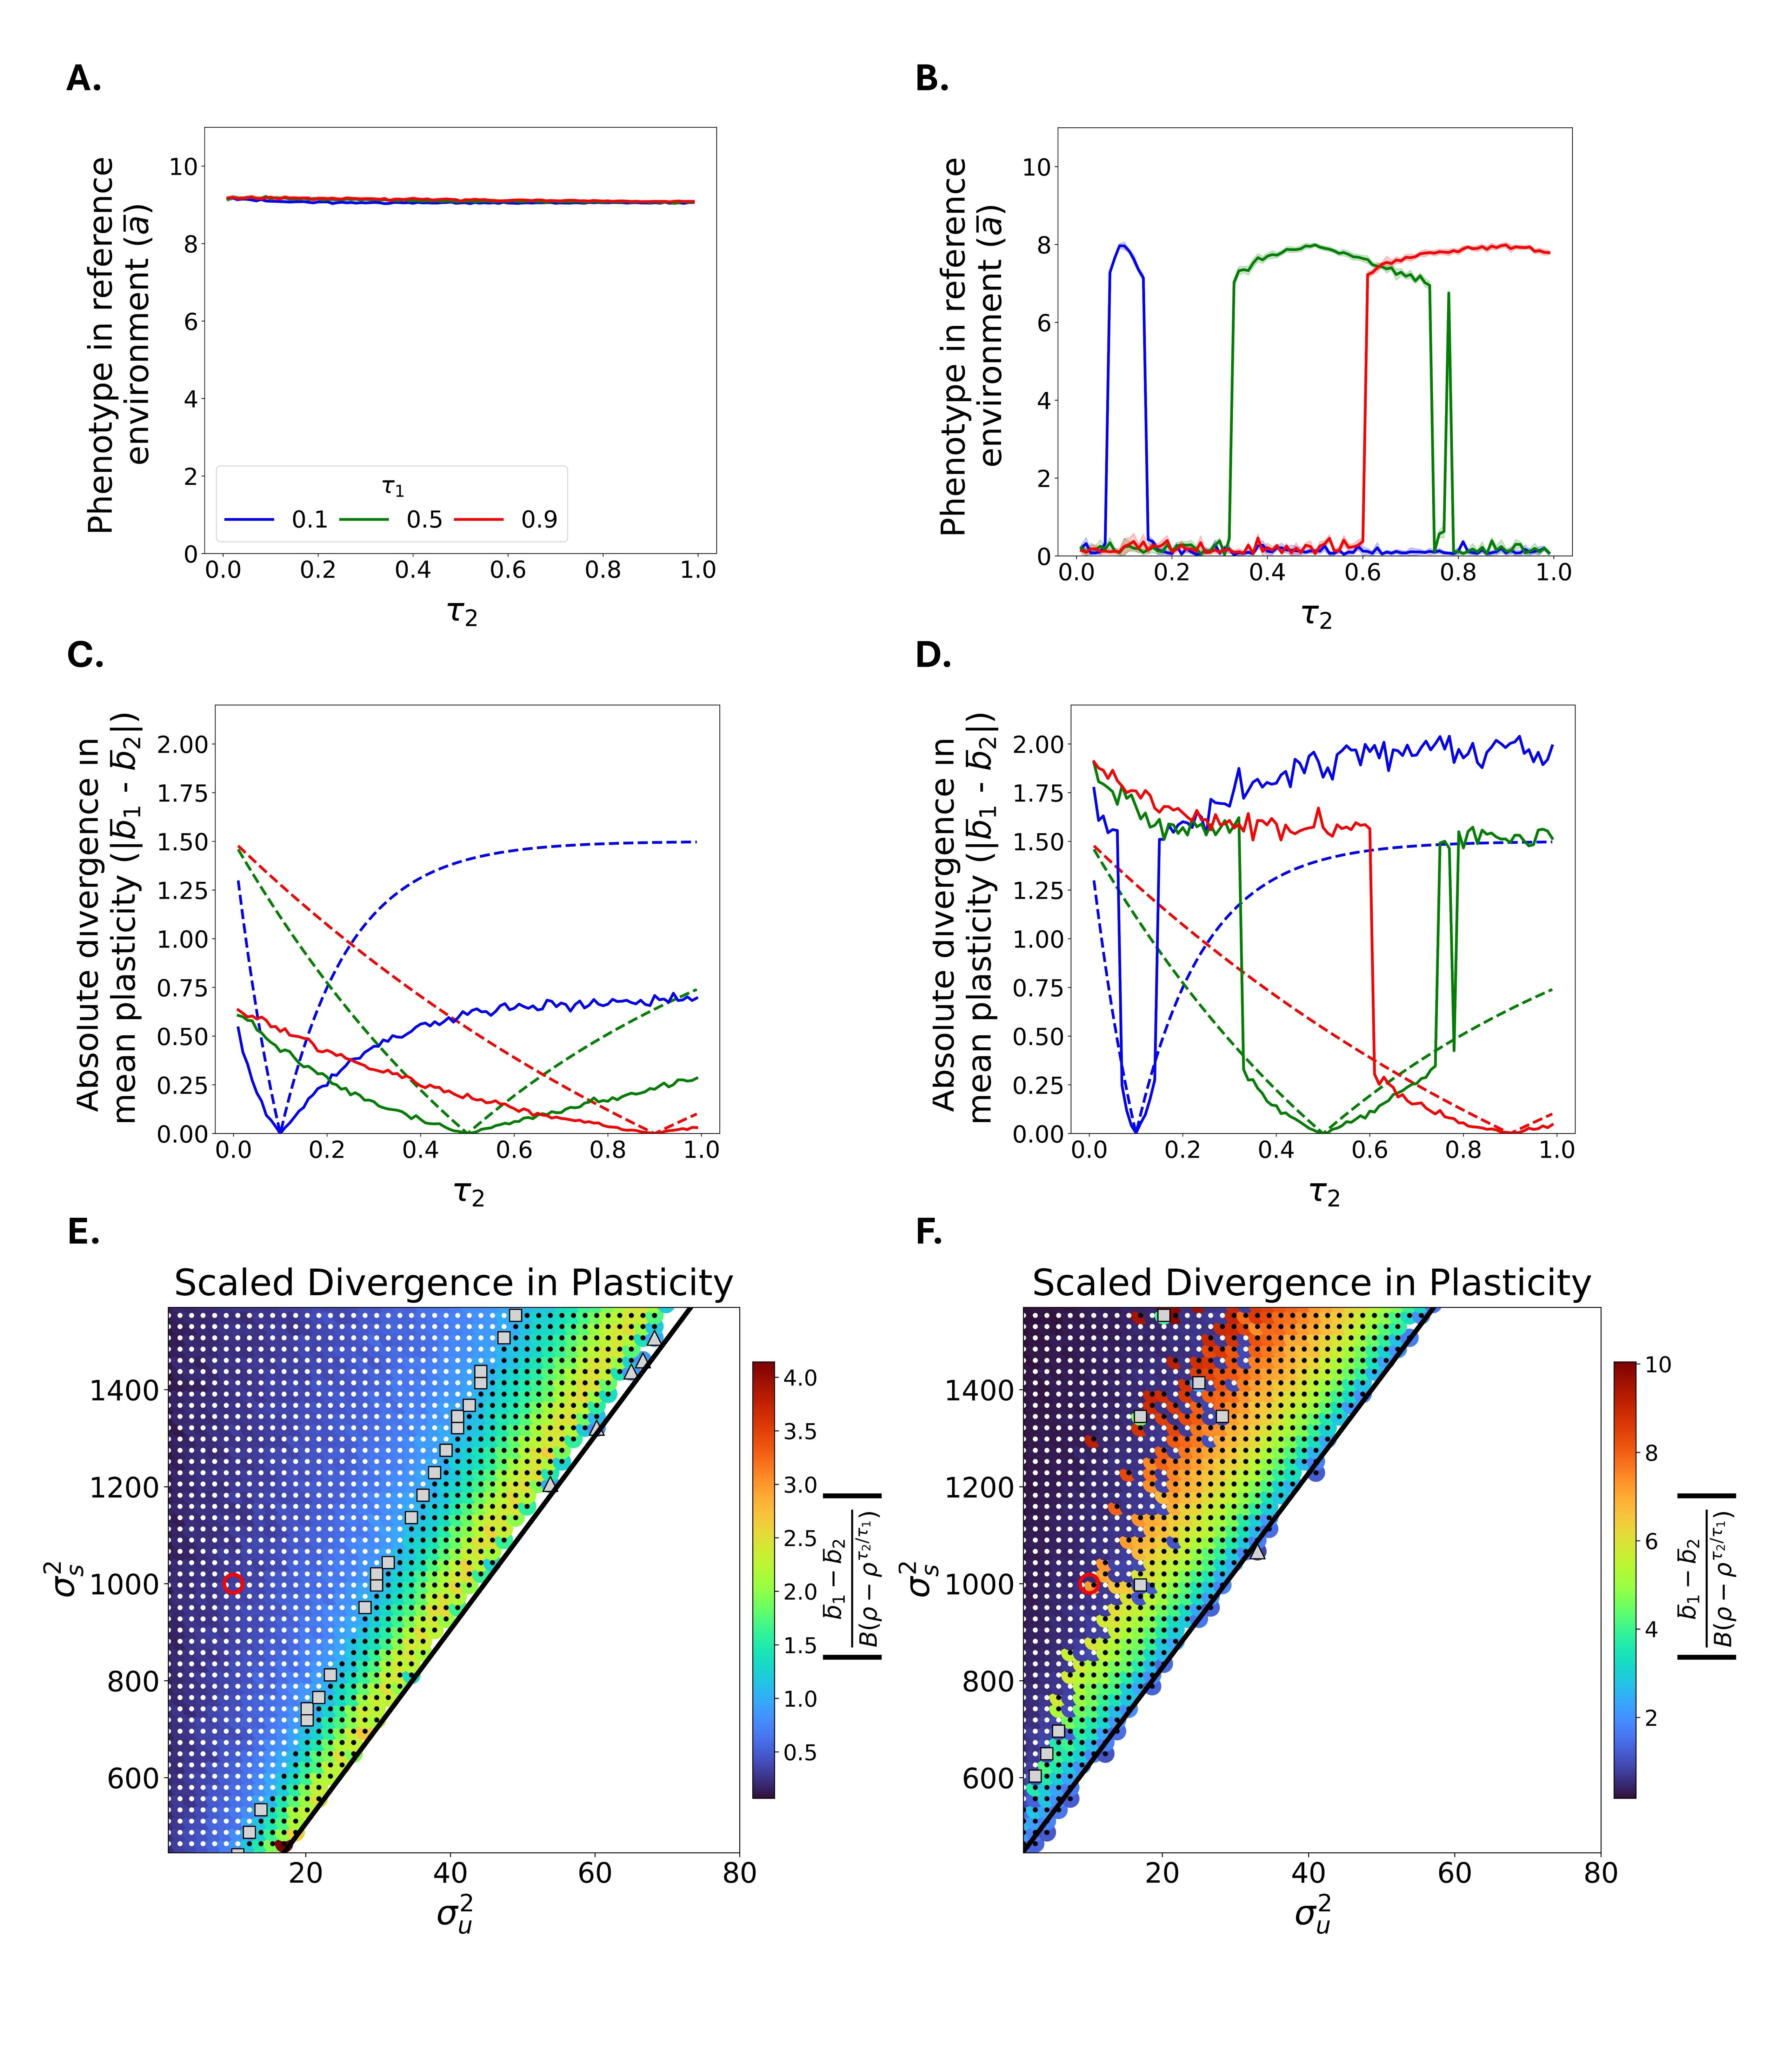 A.
Phenotype in reference
environment (a̅)
10
8
6
4
2
0
τ1
0.1 0.5 0.9
0.0 0.2 0.4 0.6 0.8 1.0
τ2
B.
Phenotype in reference
environment (a̅)
10
8
6
4
2
0
0.0 0.2 0.4 0.6 0.8 1.0
τ2
C.
Absolute divergence in
mean plasticity (|b̅1 - b̅2|)
2.00
1.75
1.50
1.25
1.00
0.75
0.50
0.25
0.00
0.0 0.2 0.4 0.6 0.8 1.0
τ2
D.
Absolute divergence in
mean plasticity (|b̅1 - b̅2|)
2.00
1.75
1.50
1.25
1.00
0.75
0.50
0.25
0.00
0.0 0.2 0.4 0.6 0.8 1.0
τ2
E.
Scaled Divergence in Plasticity
σs2
1400
1200
1000
800
600
20 40 60 80
σu2
4.0
3.5
3.0
2.5
2.0
1.5
1.0
0.5
b̅1 − b̅2
B(ρ − ρτ2/τ1)
F.
Scaled Divergence in Plasticity
σs2
1400
1200
1000
800
600
20 40 60 80
σu2
10
8
6
4
2
b̅1 − b̅2
B(ρ − ρτ2/τ1)